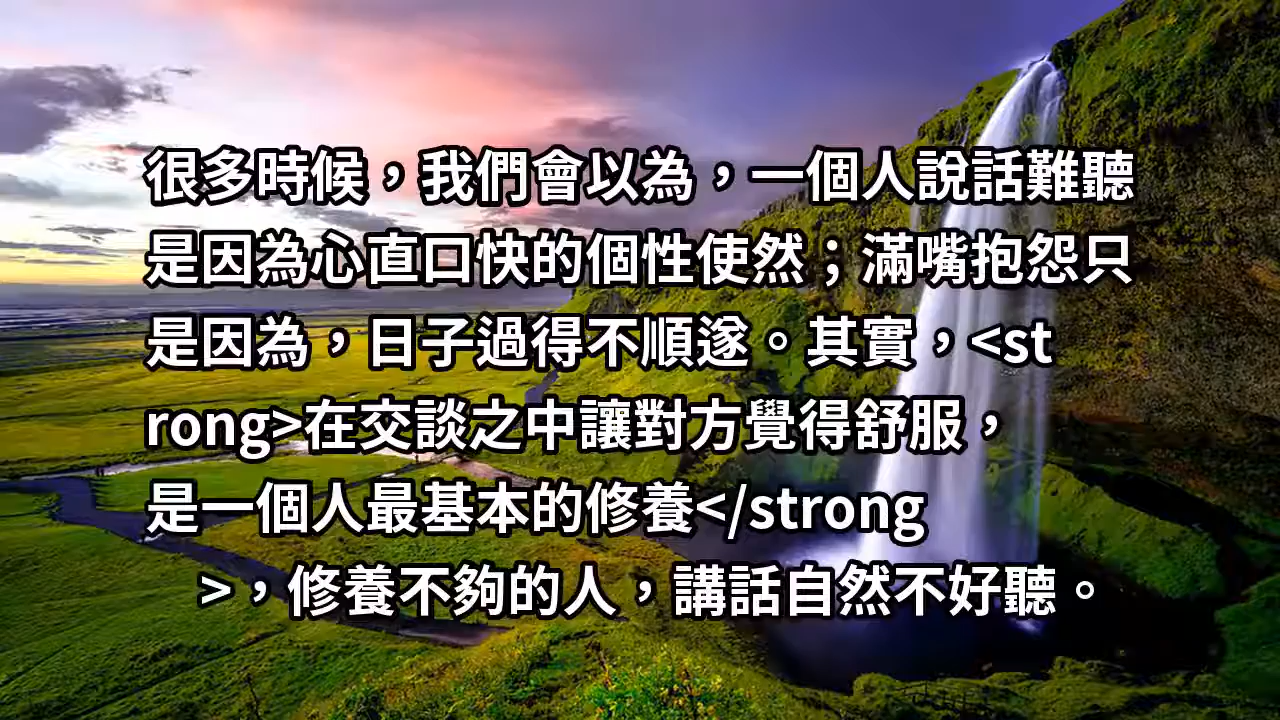 很多時候，我們會以為，一個人說話難聽
是因為心直口快的個性使然；滿嘴抱怨只
是因為，日子過得不順遂。其實，<st
rong>在交談之中讓對方覺得舒服，
是一個人最基本的修養</strong
>，修養不夠的人，講話自然不好聽。